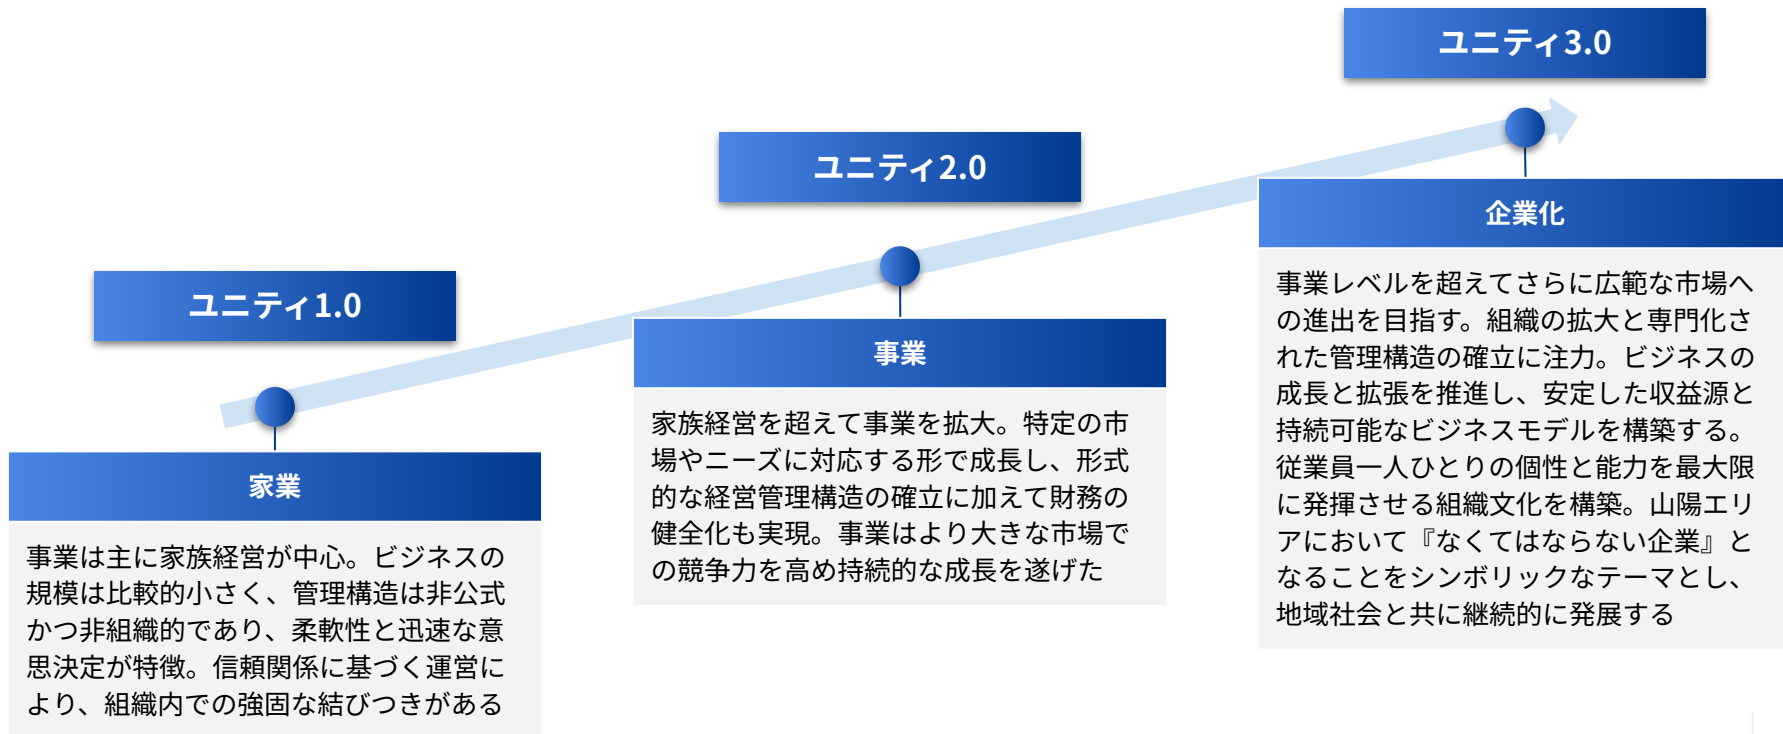 ユニティ1.0
家業
事業は主に家族経営が中心。ビジネスの
規模は比較的小さく、管理構造は非公式
かつ非組織的であり、柔軟性と迅速な意
思決定が特徴。信頼関係に基づく運営に
より、組織内での強固な結びつきがある
ユニティ2.0
事業
家族経営を超えて事業を拡大。特定の市
場やニーズに対応する形で成長し、形式
的な経営管理構造の確立に加えて財務の
健全化も実現。事業はより大きな市場で
の競争力を高め持続的な成長を遂げた
ユニティ3.0
企業化
事業レベルを超えてさらに広範な市場へ
の進出を目指す。組織の拡大と専門化さ
れた管理構造の確立に注力。ビジネスの
成長と拡張を推進し、安定した収益源と
持続可能なビジネスモデルを構築する。
従業員一人ひとりの個性と能力を最大限
に発揮させる組織文化を構築。山陽エリ
アにおいて『なくてはならない企業』と
なることをシンボリックなテーマとし、
地域社会と共に継続的に発展する